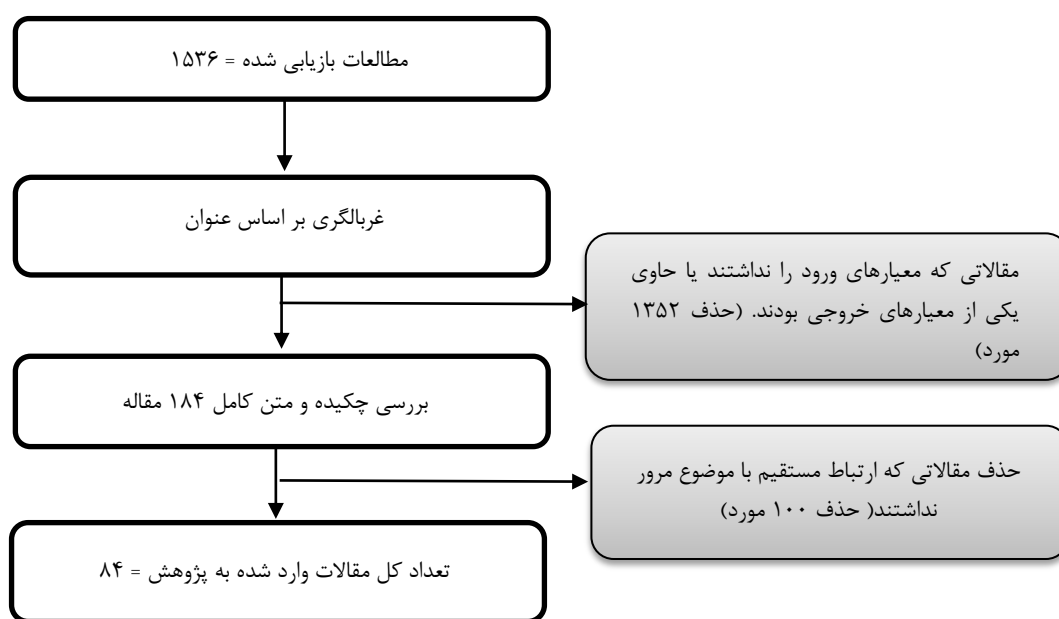 مطالعات بازیابی شده = ۱۵۳۶
غربالگری بر اساس عنوان
مقالاتی که معیارهای ورود را نداشتند یا حاوی
یکی از معیارهای خروجی بودند. (حذف ۱۳۵۲
مورد)
بررسی چکیده و متن کامل ۱۸۴ مقاله
حذف مقالاتی که ارتباط مستقیم با موضوع مرور
نداشتند( حذف ۱۰۰ مورد)
تعداد کل مقالات وارد شده به پژوهش = ۸۴